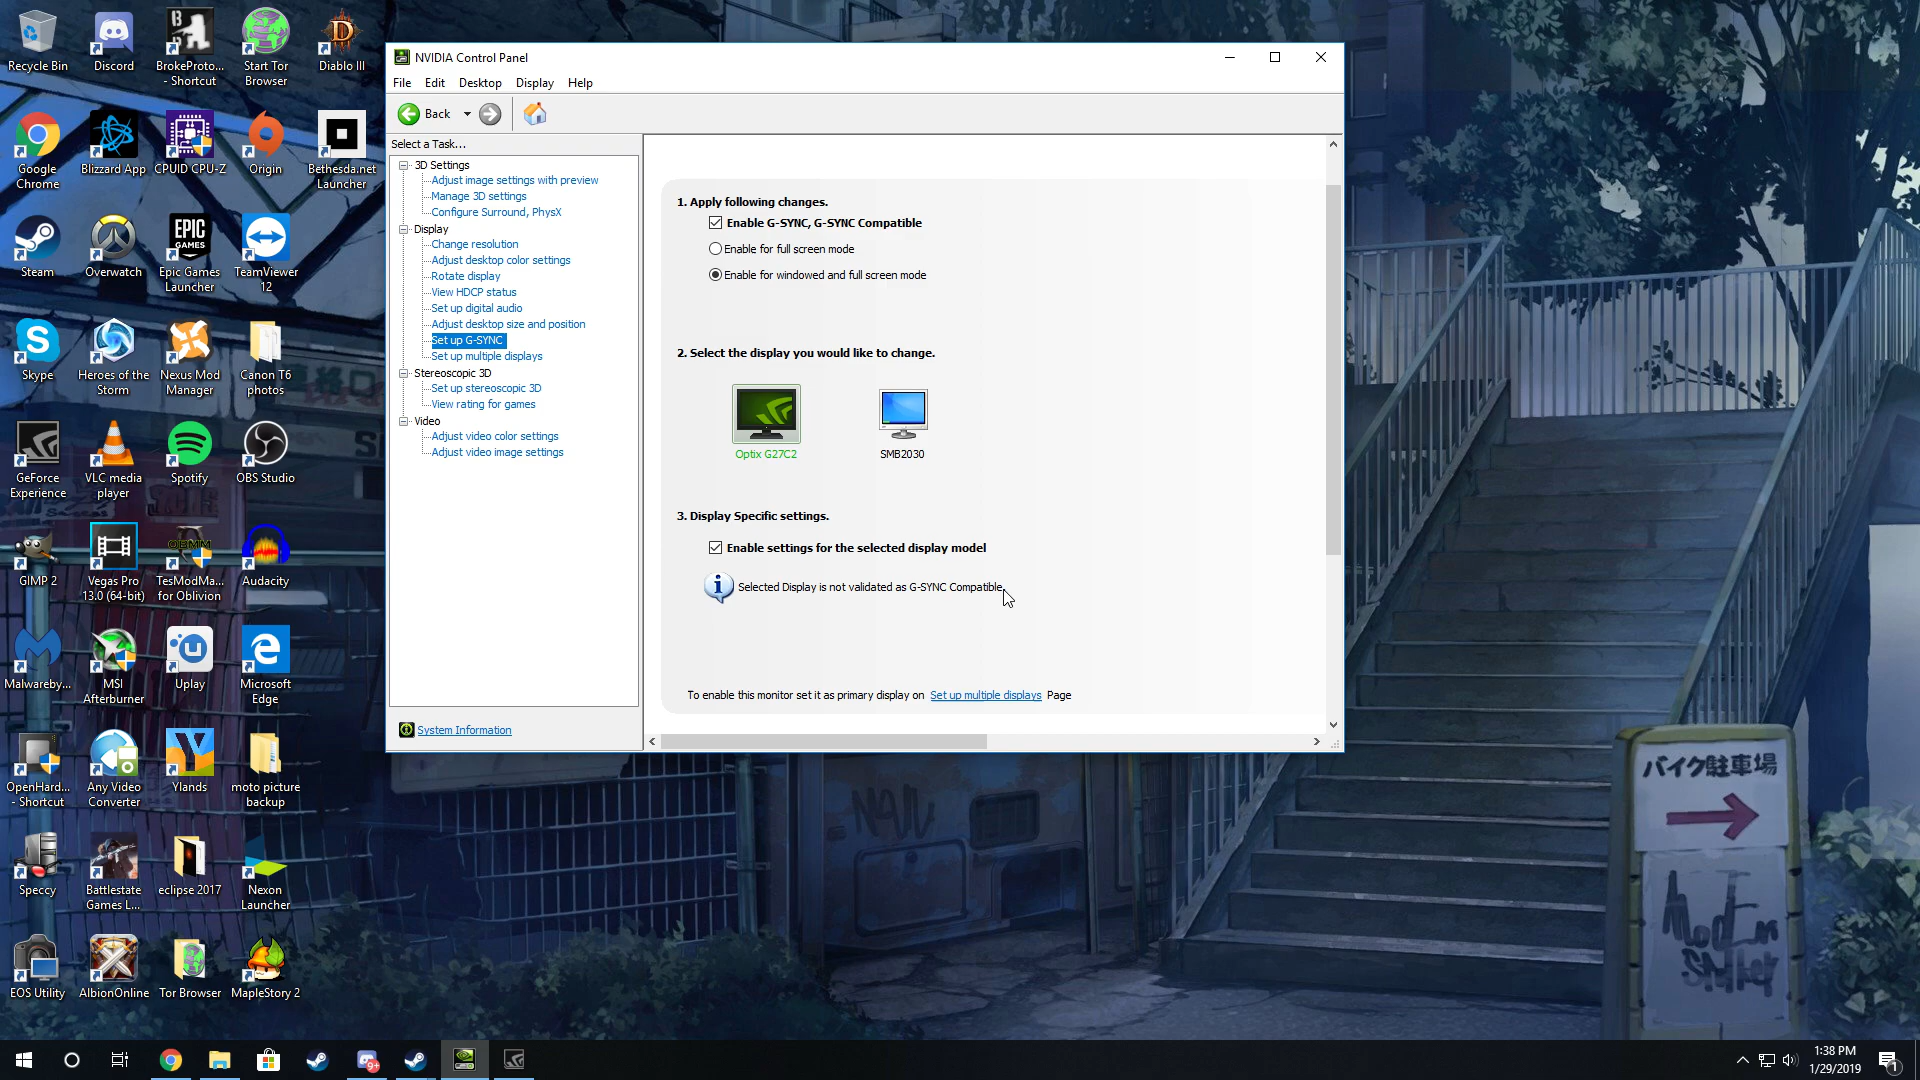 Recycle Bin
Discord
BrokeProto...
- Shortcut
Start Tor
Browser
Diablo III
Google
Chrome
Blizzard App
CPUID CPU-Z
Origin
Bethesda.net
Launcher
Steam
Overwatch
EPIC
GAMES
Epic Games
Launcher
TeamViewer
12
Skype
Heroes of the
Storm
Nexus Mod
Manager
Canon T6
photos
GeForce
Experience
VLC media
player
Spotify
OBS Studio
GIMP 2
Vegas Pro
13.0 (64-bit)
OBMM
TesModMa...
for Oblivion
Audacity
Malwareby...
MSI
Afterburner
Uplay
Microsoft
Edge
OpenHard...
- Shortcut
Any Video
Converter
Ylands
moto picture
backup
Speccy
Battlestate
Games L...
eclipse 2017
Nexon
Launcher
EOS Utility
AlbionOnline
Tor Browser
MapleStory 2
NVIDIA Control Panel
File Edit Desktop Display Help
Back
Select a Task...
3D Settings
Adjust image settings with preview
Manage 3D settings
Configure Surround, PhysX
Display
Change resolution
Adjust desktop color settings
Rotate display
View HDCP status
Set up digital audio
Adjust desktop size and position
Set up G-SYNC
Set up multiple displays
Stereoscopic 3D
Set up stereoscopic 3D
View rating for games
Video
Adjust video color settings
Adjust video image settings
System Information
1. Apply following changes.
Enable G-SYNC, G-SYNC Compatible
Enable for full screen mode
Enable for windowed and full screen mode
2. Select the display you would like to change.
Optix G27C2
SMB2030
3. Display Specific settings.
Enable settings for the selected display model
Selected Display is not validated as G-SYNC Compatible.
To enable this monitor set it as primary display on Set up multiple displays Page
バイク駐車場
9+
1:38 PM
1/29/2019
1